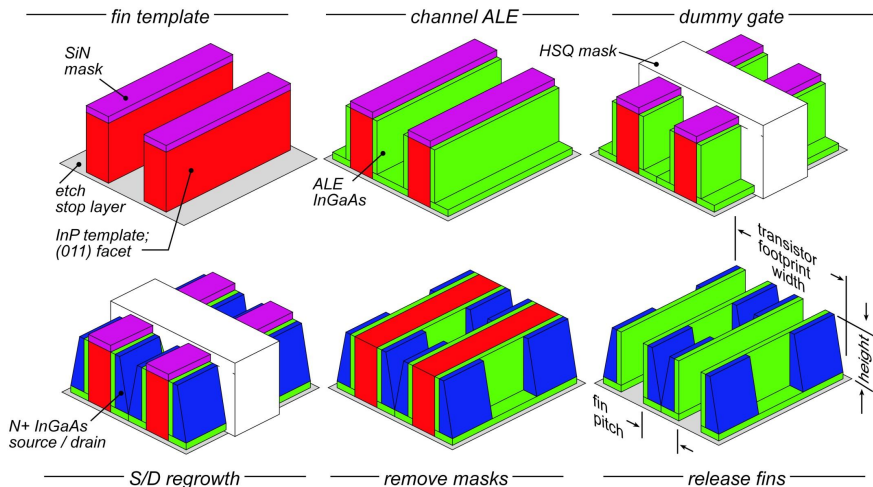 fin template
channel ALE
dummy gate
SiN
mask
HSQ mask
etch
stop layer
InP template;
(011) facet
ALE
InGaAs
transistor
footprint
width
height
N+ InGaAs
source / drain
fin
pitch
S/D regrowth
remove masks
release fins